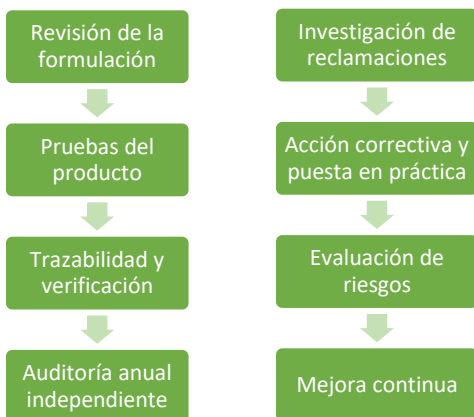 Revisión de la
formulación
Pruebas del
producto
Trazabilidad y
verificación
Auditoría anual
independiente
Investigación de
reclamaciones
Acción correctiva y
puesta en práctica
Evaluación de
riesgos
Mejora continua